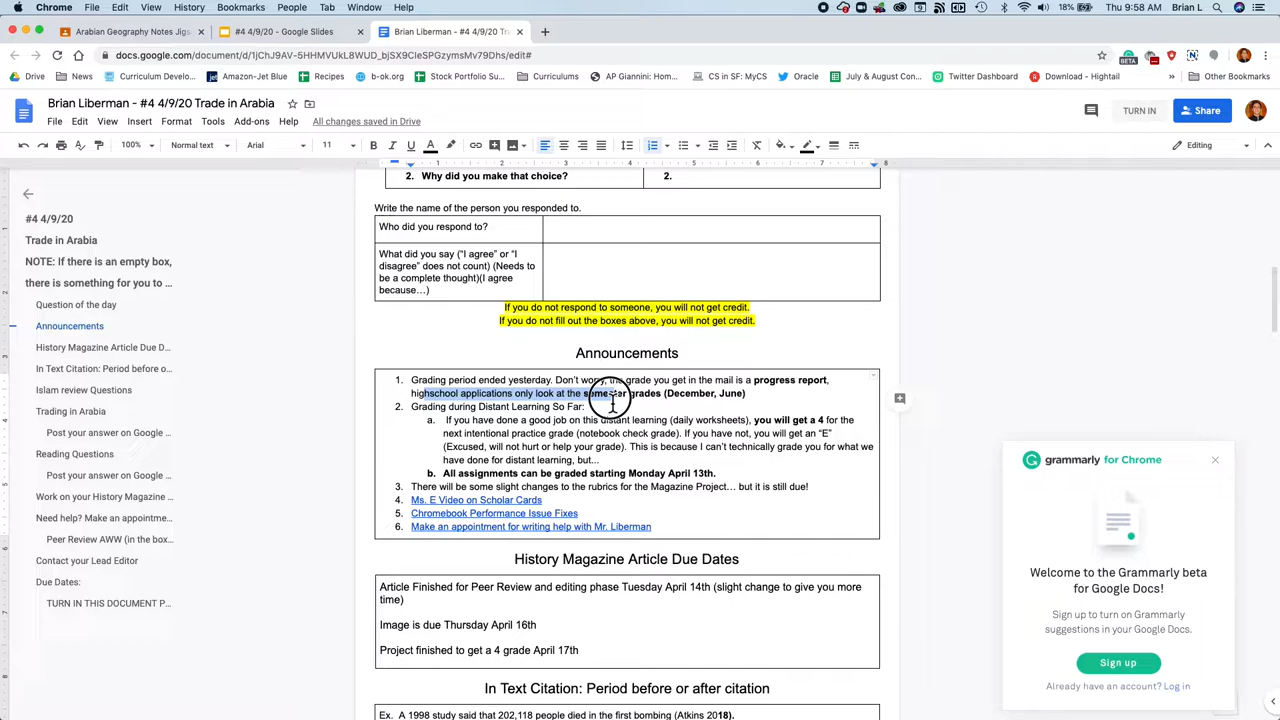 Chrome File Edit View History Bookmarks People Tab Window Help 18% Thu 9:58 AM Brian L
Arabian Geography Notes Jigs
#4 4/9/20 - Google Slides
Brian Liberman - #4 4/9/20 Tr
docs.google.com/document/d/1jChJ9AV-5HHMVUkL8WUD_bjSX9CIeSPGzymsMv79Dhs/edit#
BETA
Drive News Curriculum Devel... Amazon-Jet Blue Recipes b-ok.org Stock Portfolio Su... Curriculums AP Giannini: Hom... CS in SF: MyCS Oracle July & August Con... Twitter Dashboard Download - Hightail » Other Bookmarks
Brian Liberman - #4 4/9/20 Trade in Arabia
TURN IN
Share
File Edit View Insert Format Tools Add-ons Help All changes saved in Drive
100% Normal text Arial 11 Editing
1 2 3 4 5 6 7 8
#4 4/9/20
Trade in Arabia
NOTE: If there is an empty box,
there is something for you to ...
Question of the day
Announcements
History Magazine Article Due D...
In Text Citation: Period before o...
Islam review Questions
Trading in Arabia
Post your answer on Google ...
Reading Questions
Post your answer on Google ...
Work on your History Magazine ...
Need help? Make an appointme...
Peer Review AWW (in the box...
Contact your Lead Editor
Due Dates:
TURN IN THIS DOCUMENT P...
2. Why did you make that choice?
2.
Write the name of the person you responded to.
Who did you respond to?
What did you say ("I agree" or "I
disagree" does not count) (Needs to
be a complete thought)(I agree
because…)
If you do not respond to someone, you will not get credit.
If you do not fill out the boxes above, you will not get credit.
Announcements
1. Grading period ended yesterday. Don't worry, the grade you get in the mail is a progress report,
highschool applications only look at the semester grades (December, June)
2. Grading during Distant Learning So Far:
a. If you have done a good job on this distant learning (daily worksheets), you will get a 4 for the
next intentional practice grade (notebook check grade). If you have not, you will get an "E"
(Excused, will not hurt or help your grade). This is because I can't technically grade you for what we
have done for distant learning, but...
b. All assignments can be graded starting Monday April 13th.
3. There will be some slight changes to the rubrics for the Magazine Project… but it is still due!
4. Ms. E Video on Scholar Cards
5. Chromebook Performance Issue Fixes
6. Make an appointment for writing help with Mr. Liberman
History Magazine Article Due Dates
Article Finished for Peer Review and editing phase Tuesday April 14th (slight change to give you more
time)
Image is due Thursday April 16th
Project finished to get a 4 grade April 17th
In Text Citation: Period before or after citation
Ex. A 1998 study said that 202,118 people died in the first bombing (Atkins 2018).
grammarly for Chrome
Welcome to the Grammarly beta
for Google Docs!
Sign up to turn on Grammarly
suggestions in your Google Docs.
Sign up
Already have an account? Log in